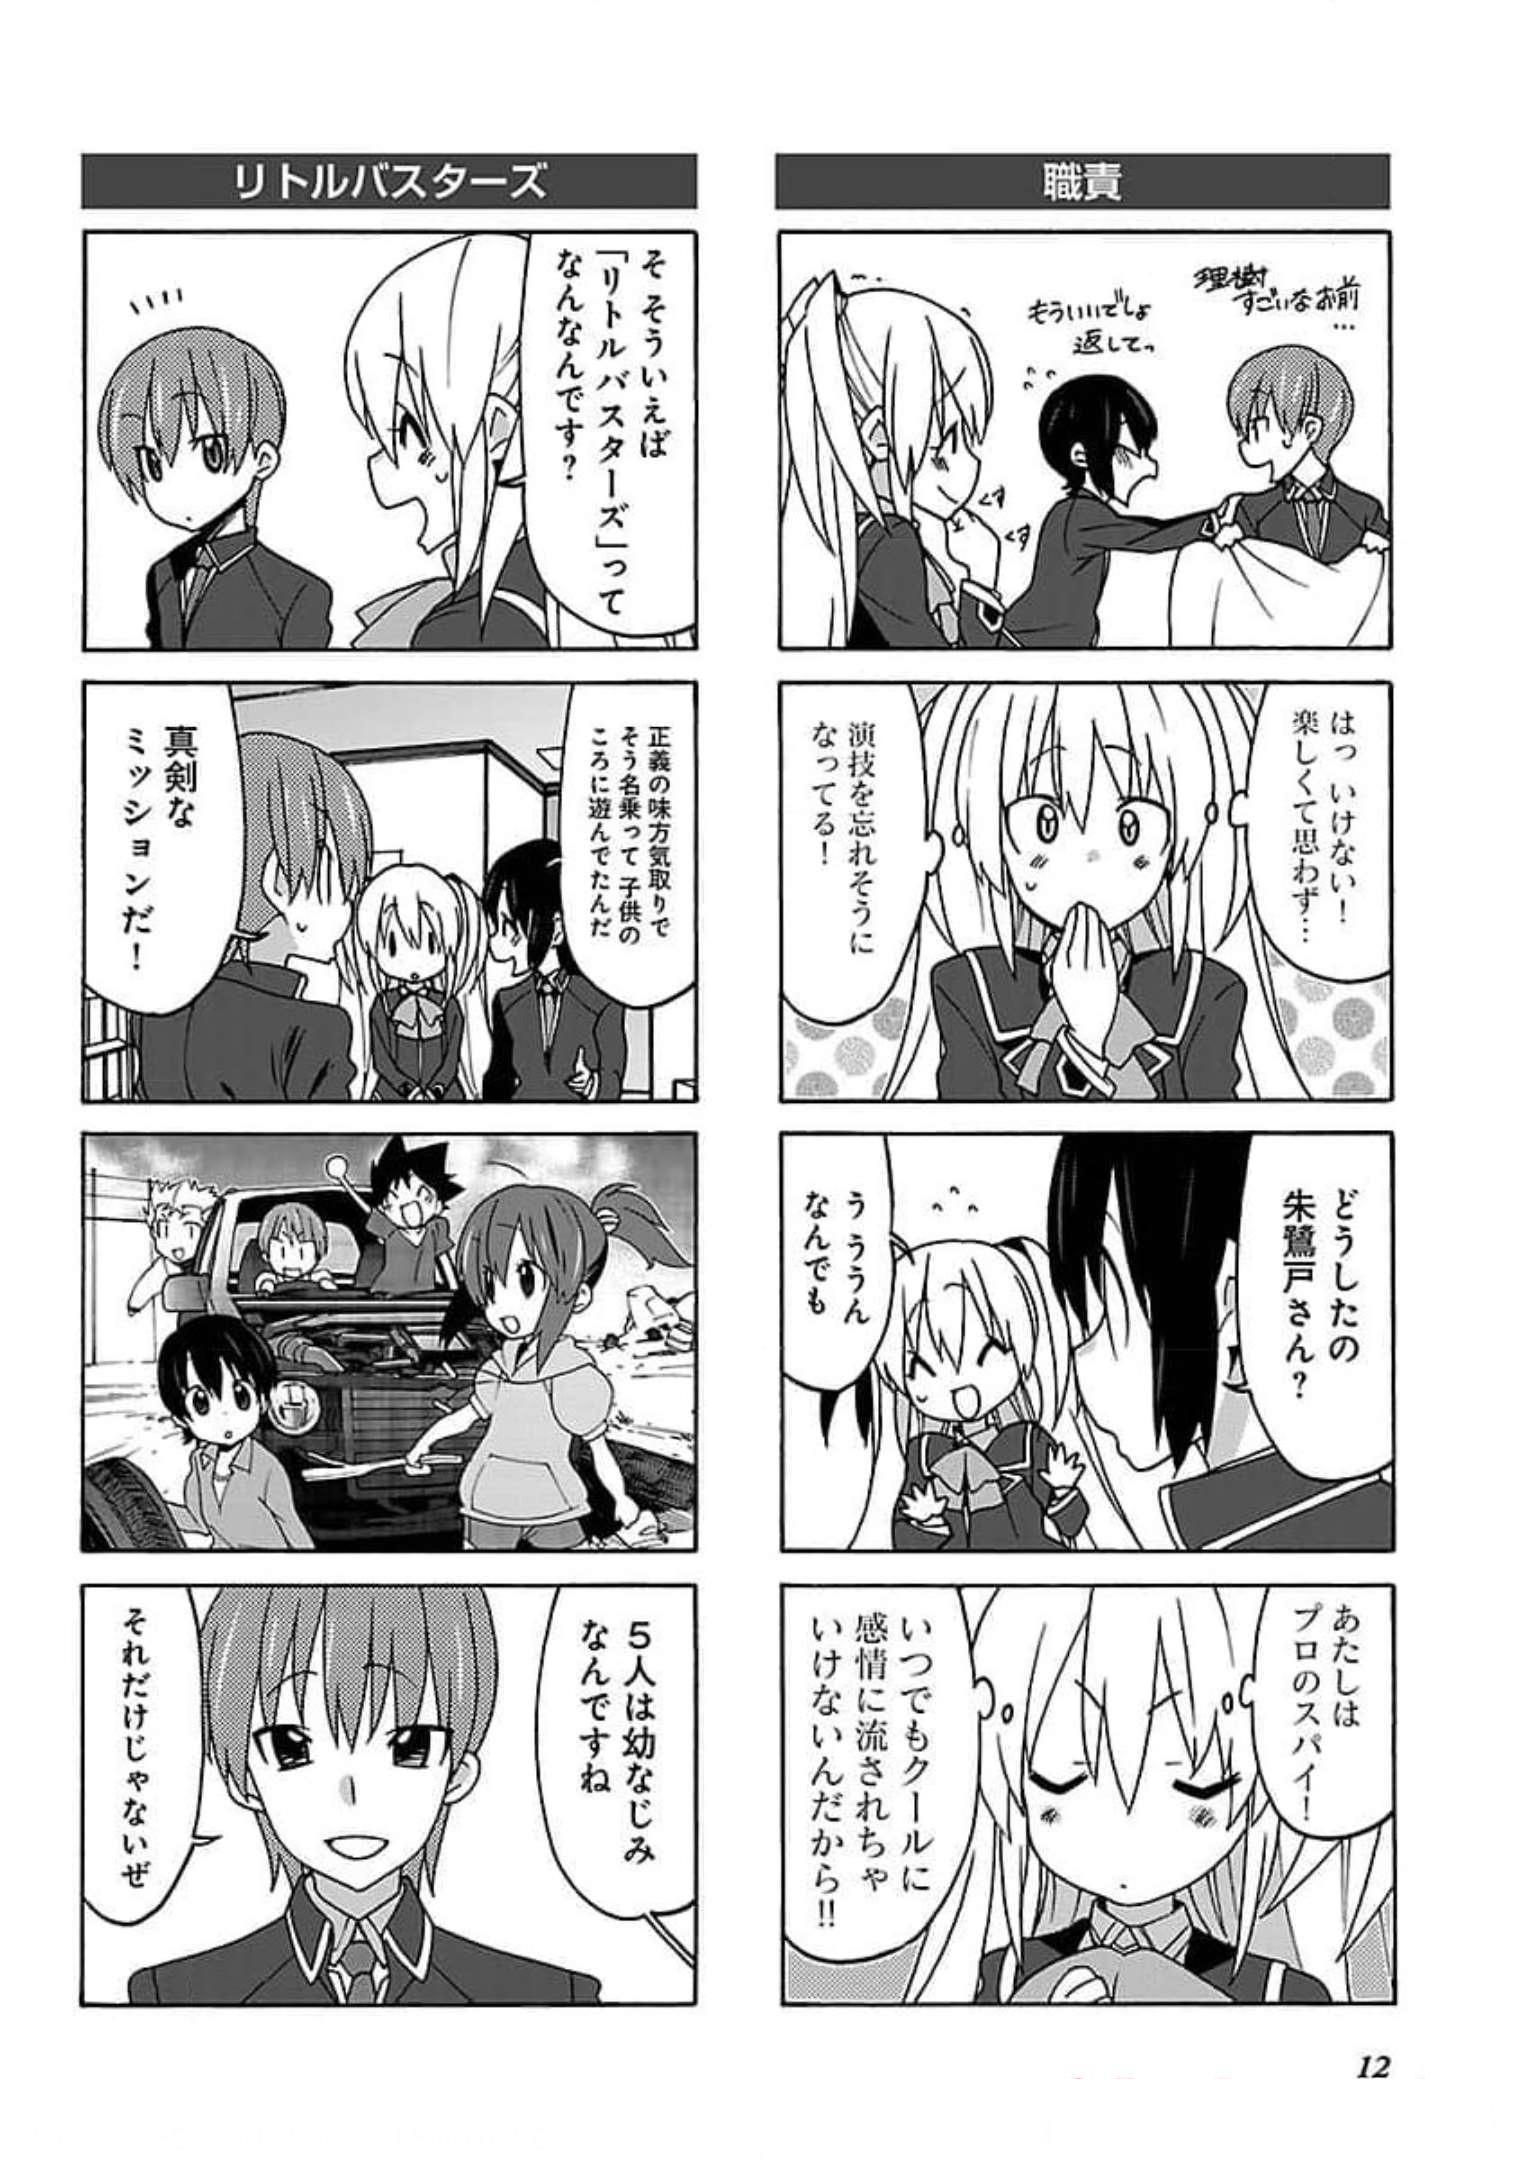 職責
理樹
すごいなお前
…
もういいでしょ
返してっ
くす
くす
はっ いけない!
楽しくて思わず…
演技を忘れそうに
なってる!
どうしたの
朱鷺戸さん?
う ううん
なんでも
あたしは
プロのスパイ!
いつでもクールに
感情に流されちゃ
いけないんだから!!
リトルバスターズ
そ そういえば
「リトルバスターズ」って
なんなんです?
正義の味方気取りで
そう名乗って子供の
ころに遊んでたんだ
真剣な
ミッションだ!
5人は幼なじみ
なんですね
それだけじゃないぜ
12